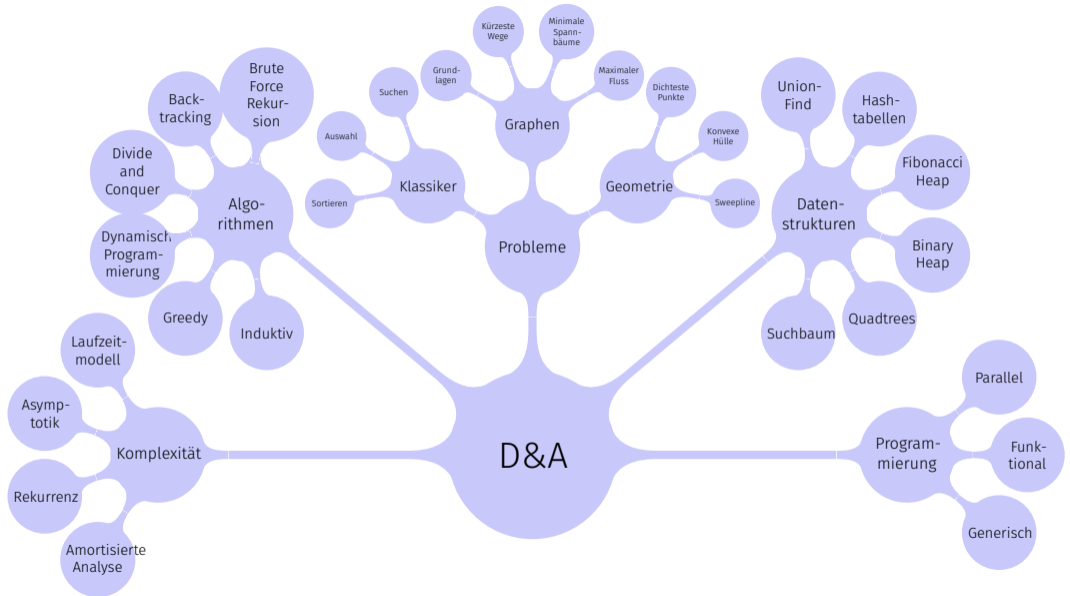 Kürzeste
Wege
Minimale
Spann-
bäume
Grund-
lagen
Maximaler
Fluss
Graphen
Suchen
Auswahl
Sortieren
Klassiker
Dichteste
Punkte
Konvexe
Hülle
Sweepline
Geometrie
Probleme
Brute
Force
Rekur-
sion
Back-
tracking
Divide
and
Conquer
Dynamisch
Program-
mierung
Greedy
Induktiv
Algo-
rithmen
Union-
Find
Hash-
tabellen
Fibonacci
Heap
Binary
Heap
Quadtrees
Suchbaum
Daten-
strukturen
Laufzeit-
modell
Asymp-
totik
Rekurrenz
Amortisierte
Analyse
Komplexität
D&A
Program-
mierung
Parallel
Funk-
tional
Generisch